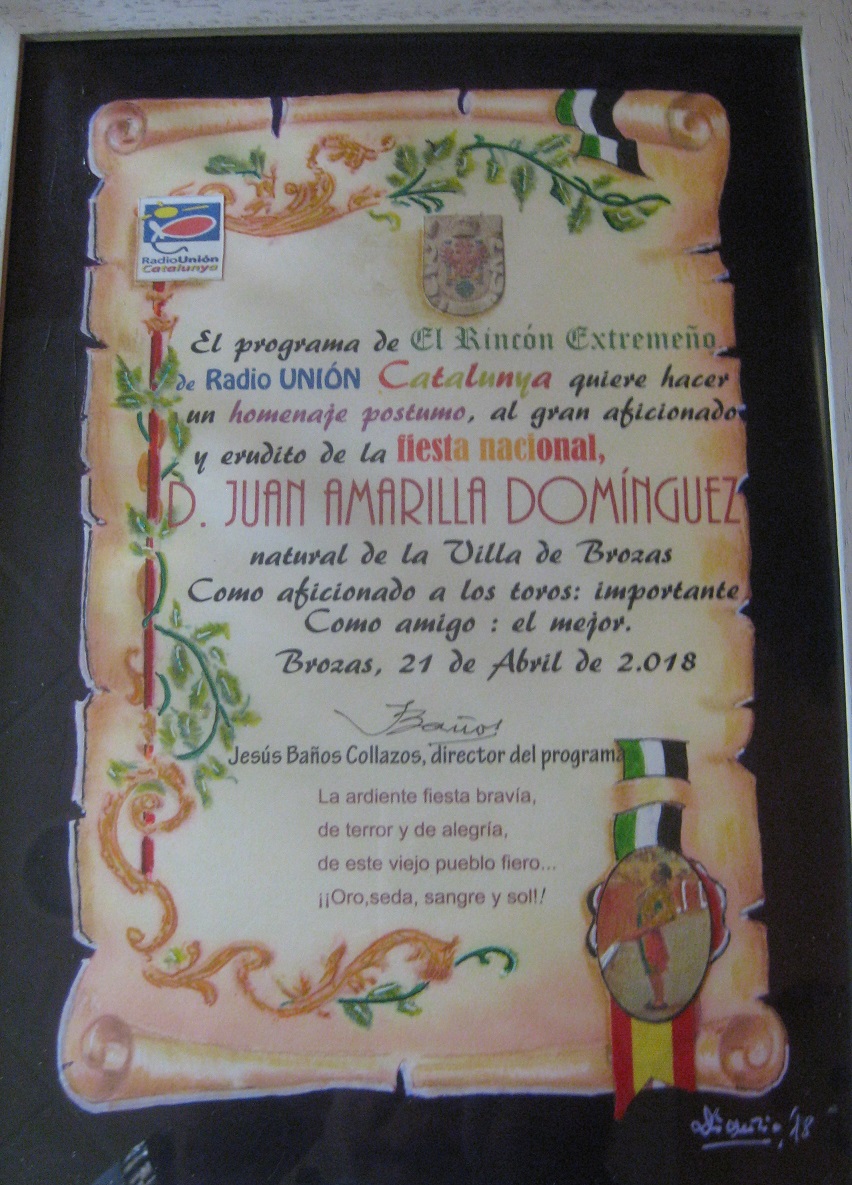 RadioUnión
Catalunya
El programa de El Rincón Extremeño
de Radio UNIÓN Catalunya quiere hacer
un homenaje postumo, al gran aficionado
y erudito de la fiesta nacional,
D. JUAN AMARILLA DOMÍNGUEZ
natural de la Villa de Brozas
Como aficionado a los toros: importante
Como amigo : el mejor.
Brozas, 21 de Abril de 2.018
Baños
Jesús Baños Collazos, director del programa
La ardiente fiesta bravía,
de terror y de alegría,
de este viejo pueblo fiero...
¡¡Oro,seda, sangre y sol!!
'18